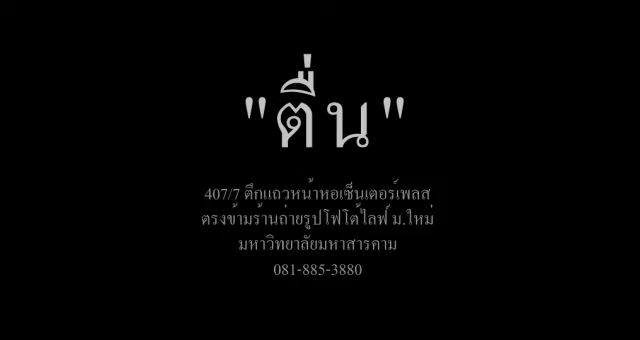 "ตื่น"
407/7 ตึกแถวหน้าหอเซ็นเตอร์เพลส
ตรงข้ามร้านถ่ายรูปโฟโต้ไลฟ์ ม.ใหม่
มหาวิทยาลัยมหาสารคาม
081-885-3880